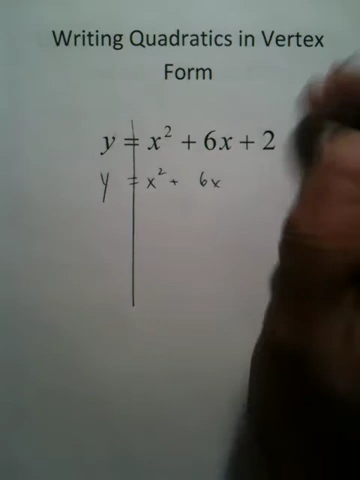 Writing Quadratics in Vertex
Form
y = x² + 6x + 2
y = x² + 6x